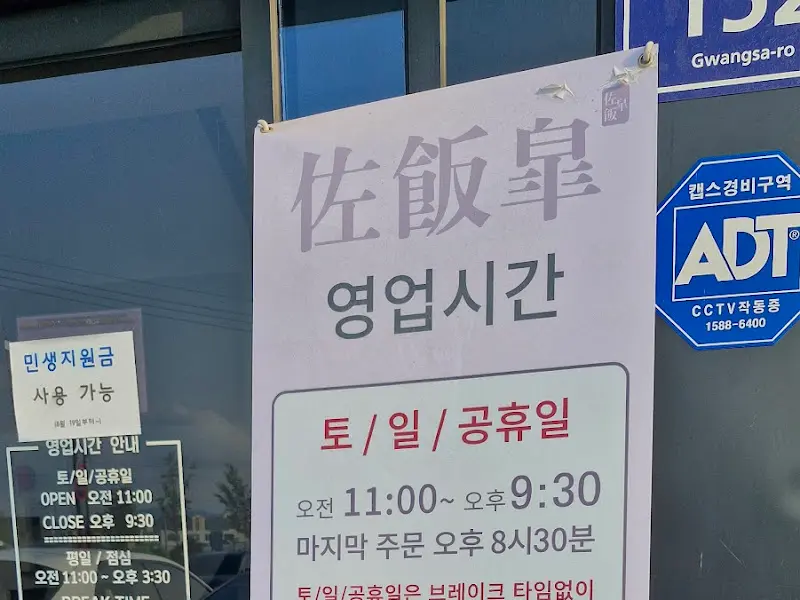 佐飯皐
佐飯皐
영업시간
토/일/공휴일
오전 11:00~ 오후 9:30
마지막 주문 오후 8시30분
토/일/공휴일은 브레이크 타임없이
152
Gwangsa-ro
캡스경비구역
ADT®
CCTV작동중
1588-6400
민생지원금
사용 가능
영업시간 안내
토/일/공휴일
OPEN 오전 11:00
CLOSE 오후 9:30
평일 / 점심
오전 11:00 ~ 오후 3:30
BREAK TIME